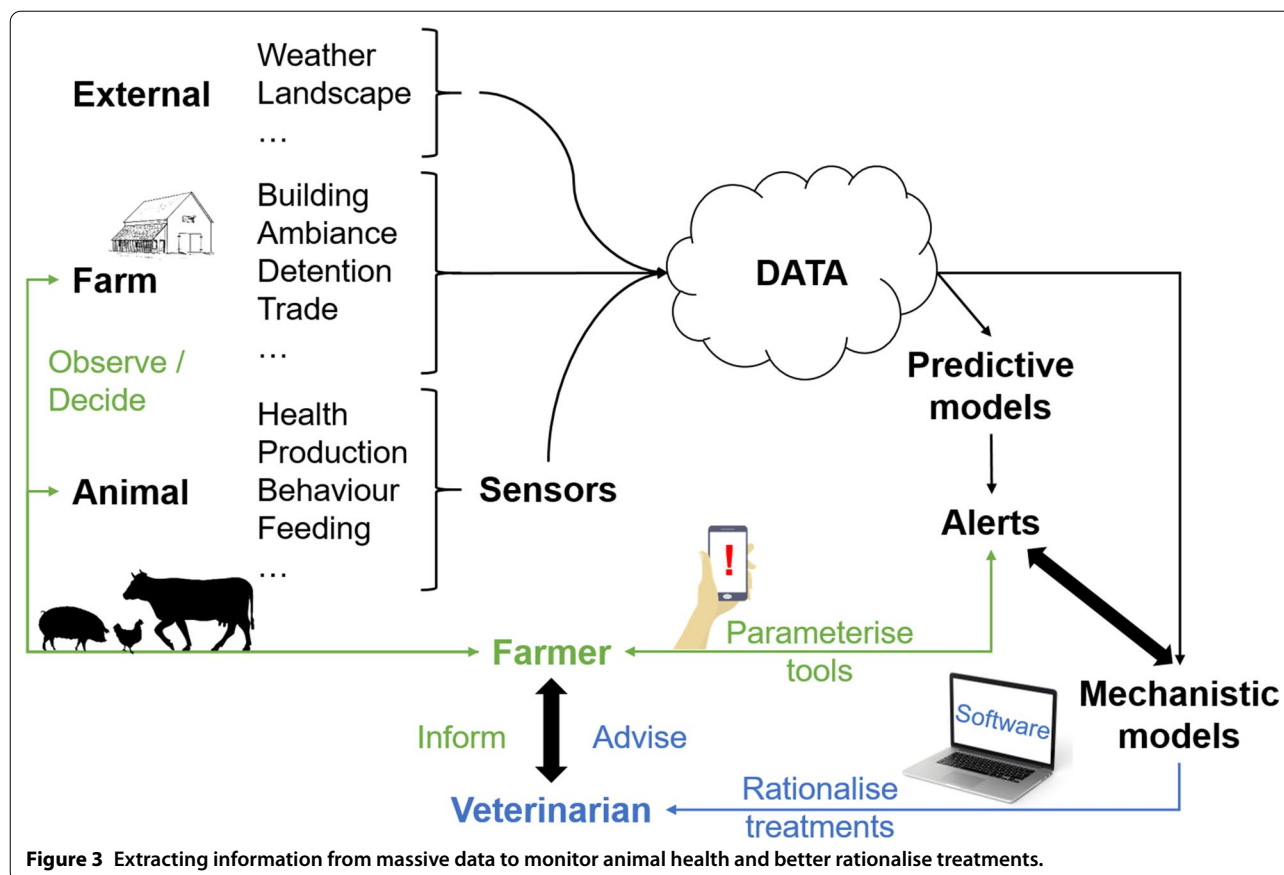 External
Weather
Landscape
…
Farm
Building
Ambiance
Detention
Trade
…
Observe /
Decide
Animal
Health
Production
Behaviour
Feeding
…
Sensors
DATA
Predictive
models
Alerts
!
Parameterise
tools
Farmer
Mechanistic
models
Software
Inform
Advise
Veterinarian
Rationalise
treatments
Figure 3 Extracting information from massive data to monitor animal health and better rationalise treatments.